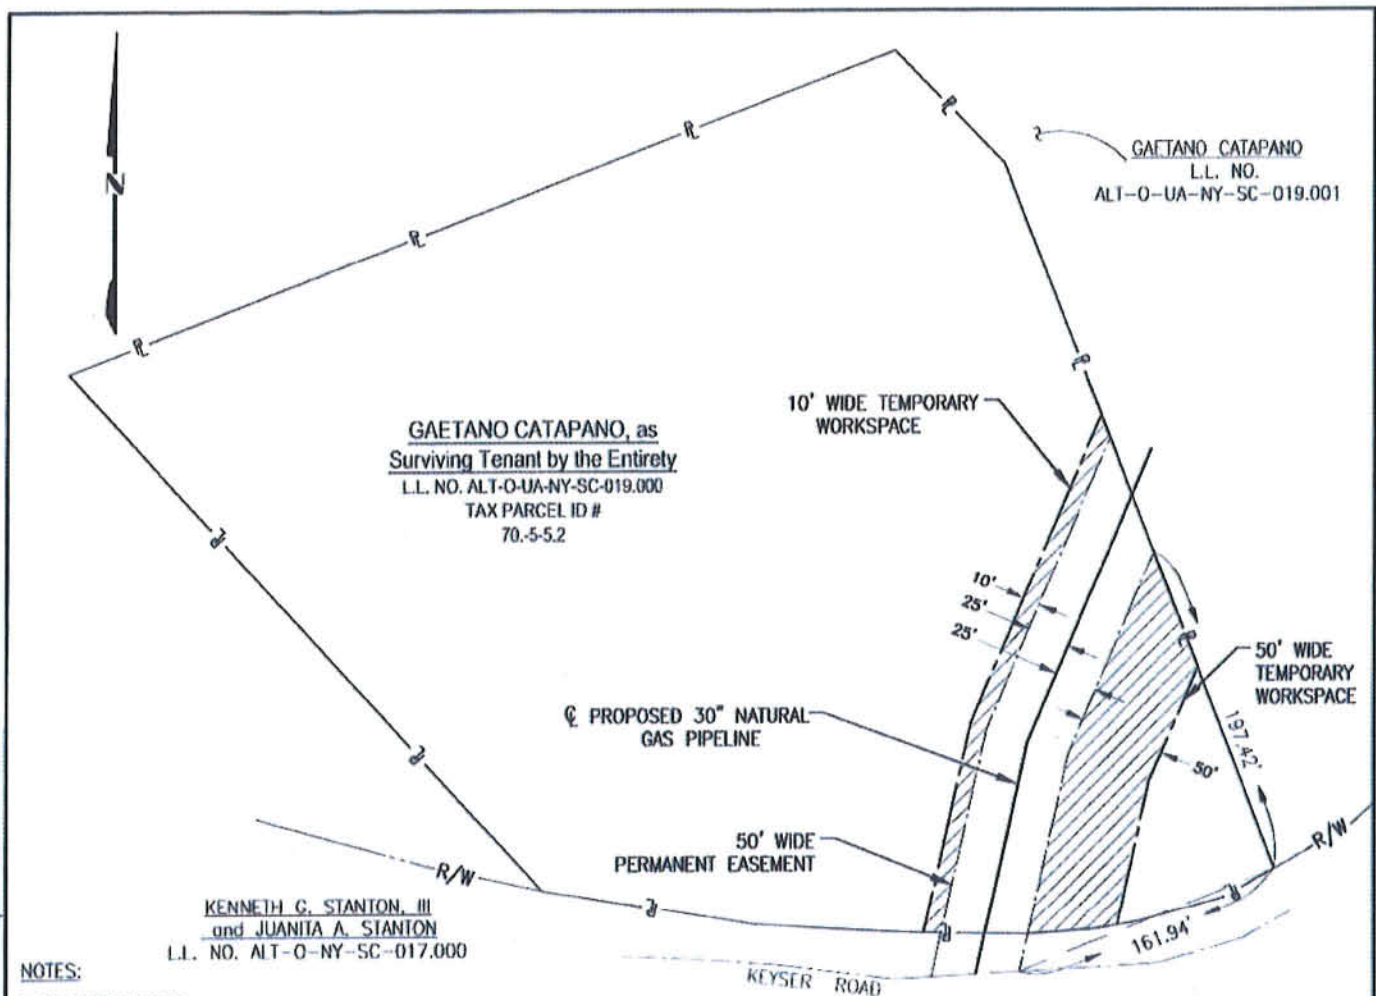 N
GAETANO CATAPANO
L.L. NO.
ALT-O-UA-NY-SC-019.001
10' WIDE TEMPORARY
WORKSPACE
GAETANO CATAPANO, as
Surviving Tenant by the Entirety
L.L. NO. ALT-O-UA-NY-SC-019.000
TAX PARCEL ID #
70.-5-5.2
10'
25'
25'
50' WIDE
TEMPORARY
WORKSPACE
℄ PROPOSED 30" NATURAL
GAS PIPELINE
197.42'
50'
50' WIDE
PERMANENT EASEMENT
R/W
R/W
KENNETH G. STANTON, III
and JUANITA A. STANTON
L.L. NO. ALT-O-NY-SC-017.000
161.94'
KEYSER ROAD
NOTES: